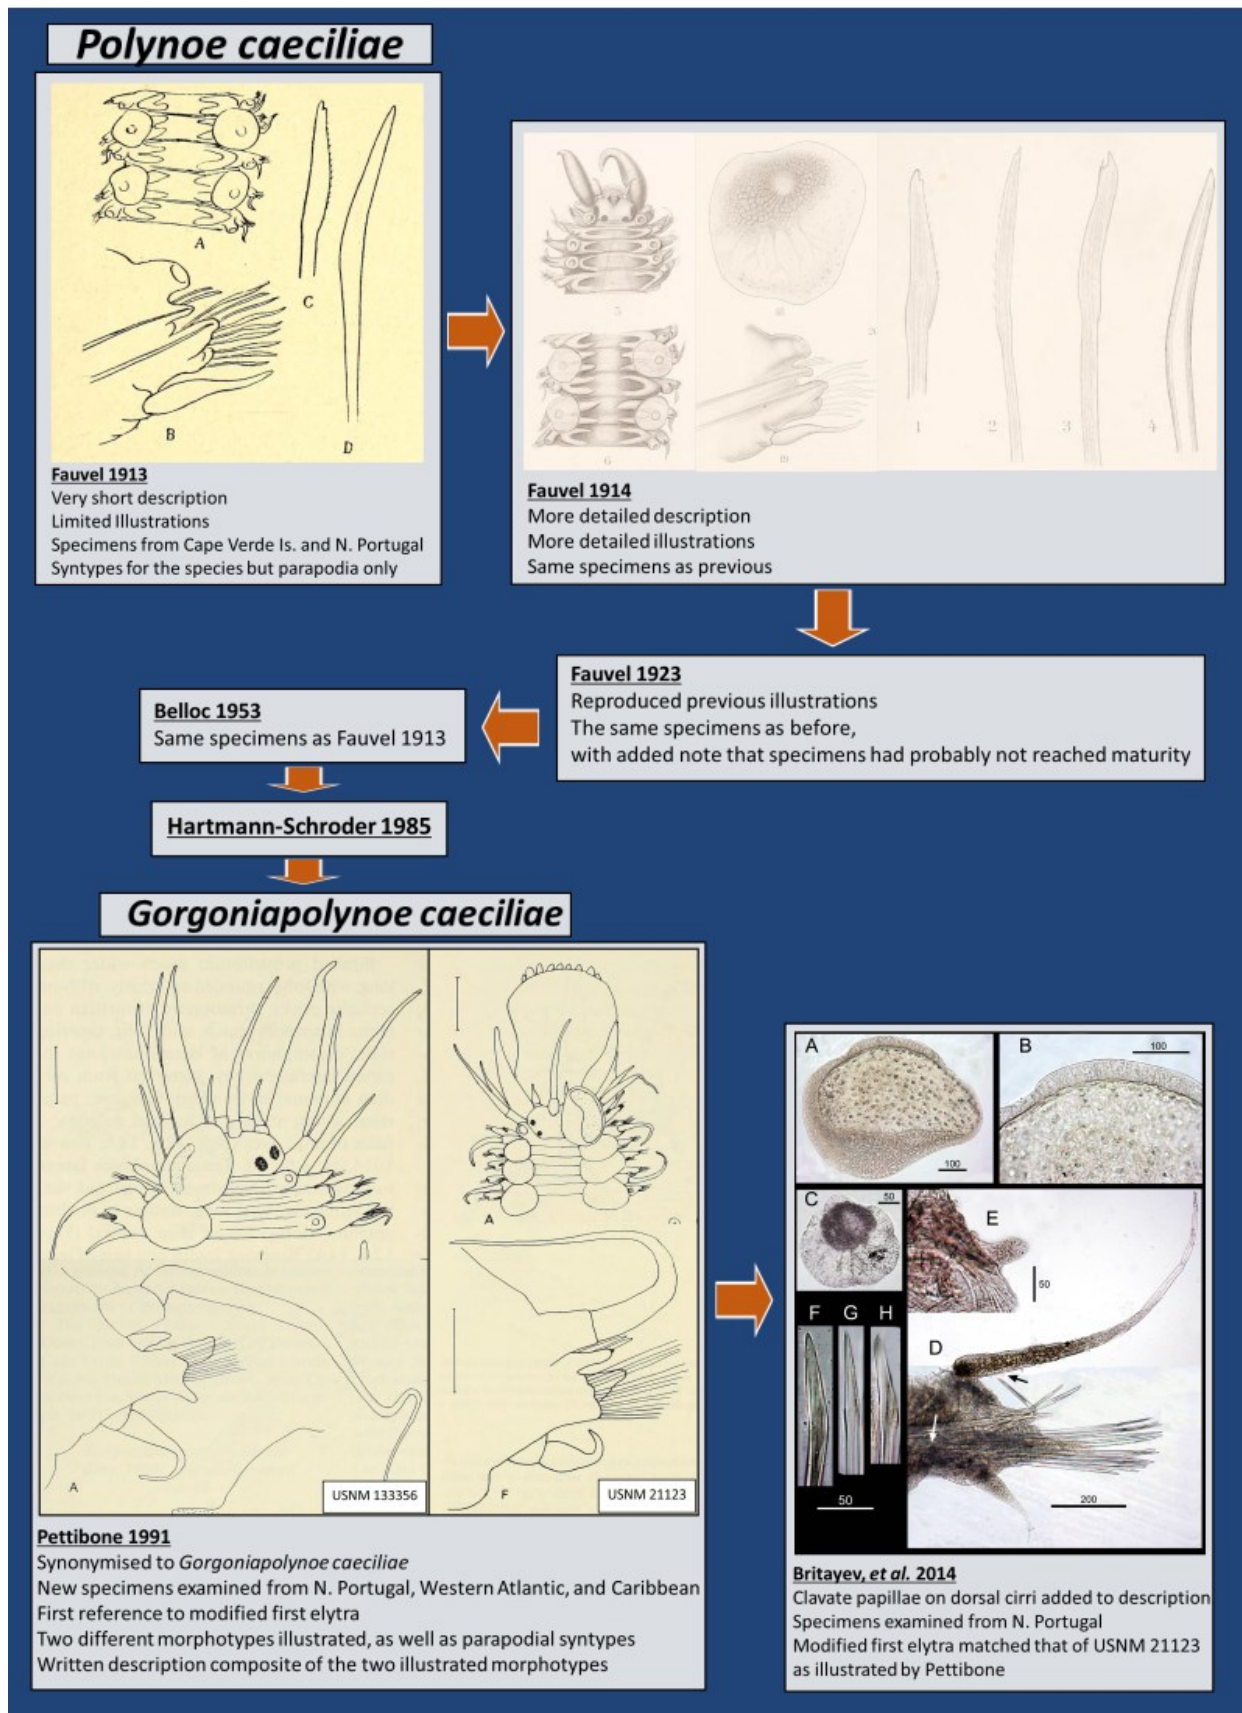 Polynoe caeciliae
A
B
C
D
Fauvel 1913
Very short description
Limited Illustrations
Specimens from Cape Verde Is. and N. Portugal
Syntypes for the species but parapodia only
5
6
19
1
2
3
4
Fauvel 1914
More detailed description
More detailed illustrations
Same specimens as previous
Fauvel 1923
Reproduced previous illustrations
The same specimens as before,
with added note that specimens had probably not reached maturity
Belloc 1953
Same specimens as Fauvel 1913
Hartmann-Schroder 1985
Gorgoniapolynoe caeciliae
A
USNM 133356
A
F
USNM 21123
Pettibone 1991
Synonymised to Gorgoniapolynoe caeciliae
New specimens examined from N. Portugal, Western Atlantic, and Caribbean
First reference to modified first elytra
Two different morphotypes illustrated, as well as parapodial syntypes
Written description composite of the two illustrated morphotypes
A
100
B
100
C
50
E
50
F G H
D
50
200
Britayev, et al. 2014
Clavate papillae on dorsal cirri added to description
Specimens examined from N. Portugal
Modified first elytra matched that of USNM 21123
as illustrated by Pettibone